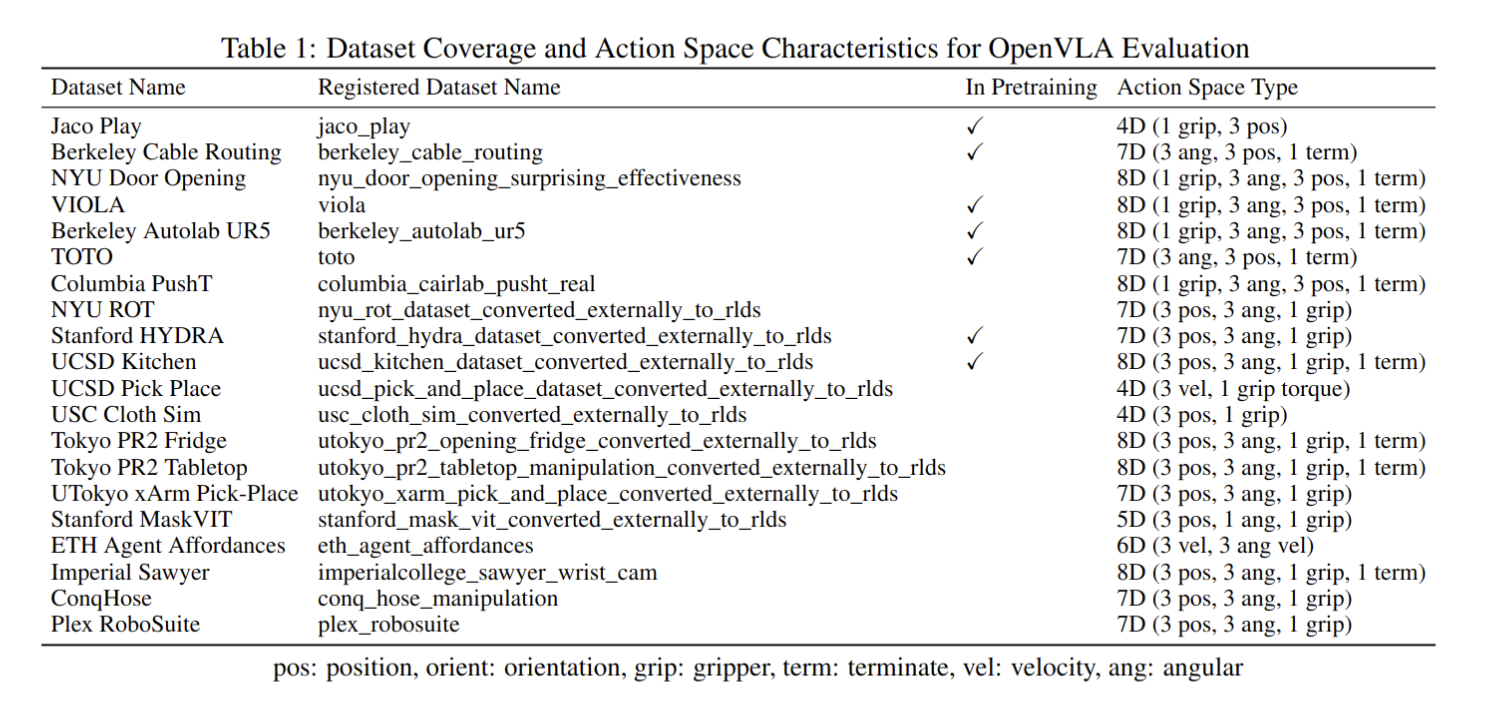 Table 1: Dataset Coverage and Action Space Characteristics for OpenVLA Evaluation
Dataset Name Registered Dataset Name In Pretraining Action Space Type
Jaco Play jaco_play ✓ 4D (1 grip, 3 pos)
Berkeley Cable Routing berkeley_cable_routing ✓ 7D (3 ang, 3 pos, 1 term)
NYU Door Opening nyu_door_opening_surprising_effectiveness 8D (1 grip, 3 ang, 3 pos, 1 term)
VIOLA viola ✓ 8D (1 grip, 3 ang, 3 pos, 1 term)
Berkeley Autolab UR5 berkeley_autolab_ur5 ✓ 8D (1 grip, 3 ang, 3 pos, 1 term)
TOTO toto ✓ 7D (3 ang, 3 pos, 1 term)
Columbia PushT columbia_cairlab_pusht_real 8D (1 grip, 3 ang, 3 pos, 1 term)
NYU ROT nyu_rot_dataset_converted_externally_to_rlds 7D (3 pos, 3 ang, 1 grip)
Stanford HYDRA stanford_hydra_dataset_converted_externally_to_rlds ✓ 7D (3 pos, 3 ang, 1 grip)
UCSD Kitchen ucsd_kitchen_dataset_converted_externally_to_rlds ✓ 8D (3 pos, 3 ang, 1 grip, 1 term)
UCSD Pick Place ucsd_pick_and_place_dataset_converted_externally_to_rlds 4D (3 vel, 1 grip torque)
USC Cloth Sim usc_cloth_sim_converted_externally_to_rlds 4D (3 pos, 1 grip)
Tokyo PR2 Fridge utokyo_pr2_opening_fridge_converted_externally_to_rlds 8D (3 pos, 3 ang, 1 grip, 1 term)
Tokyo PR2 Tabletop utokyo_pr2_tabletop_manipulation_converted_externally_to_rlds 8D (3 pos, 3 ang, 1 grip, 1 term)
UTokyo xArm Pick-Place utokyo_xarm_pick_and_place_converted_externally_to_rlds 7D (3 pos, 3 ang, 1 grip)
Stanford MaskVIT stanford_mask_vit_converted_externally_to_rlds 5D (3 pos, 1 ang, 1 grip)
ETH Agent Affordances eth_agent_affordances 6D (3 vel, 3 ang vel)
Imperial Sawyer imperialcollege_sawyer_wrist_cam 8D (3 pos, 3 ang, 1 grip, 1 term)
ConqHose conq_hose_manipulation 7D (3 pos, 3 ang, 1 grip)
Plex RoboSuite plex_robosuite 7D (3 pos, 3 ang, 1 grip)
pos: position, orient: orientation, grip: gripper, term: terminate, vel: velocity, ang: angular